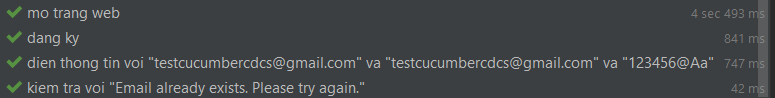 mo trang web 4 sec 493 ms
dang ky 841 ms
dien thong tin voi "testcucumbercdcs@gmail.com" va "testcucumbercdcs@gmail.com" va "123456@Aa" 747 ms
kiem tra voi "Email already exists. Please try again." 42 ms